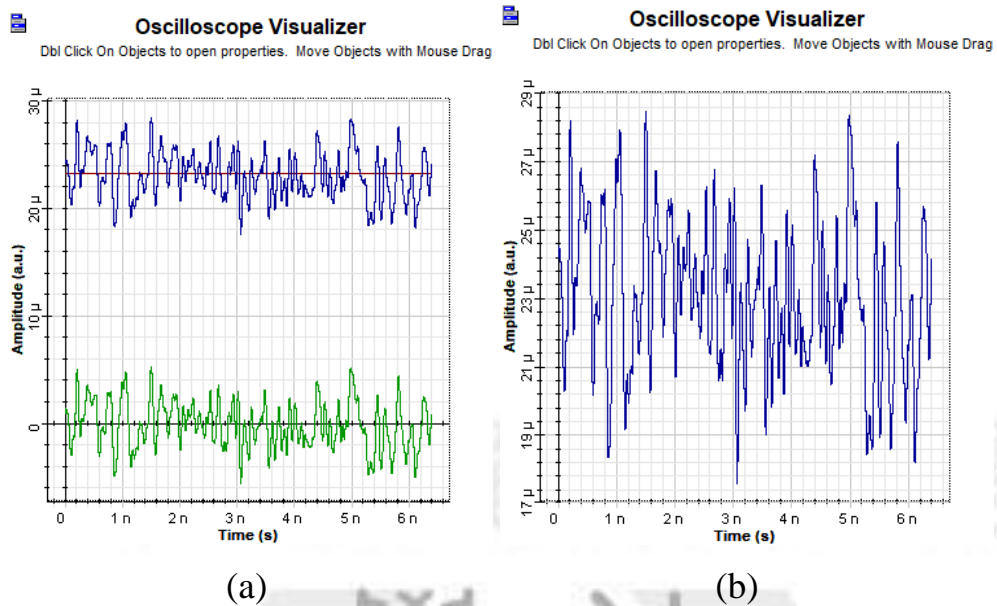 Oscilloscope Visualizer
Dbl Click On Objects to open properties. Move Objects with Mouse Drag
Amplitude (a.u.)
30 µ
20 µ
10 µ
0
0 1 n 2 n 3 n 4 n 5 n 6 n
Time (s)
(a)
Oscilloscope Visualizer
Dbl Click On Objects to open properties. Move Objects with Mouse Drag
Amplitude (a.u.)
29 µ
27 µ
25 µ
23 µ
21 µ
19 µ
17 µ
0 1 n 2 n 3 n 4 n 5 n 6 n
Time (s)
(b)